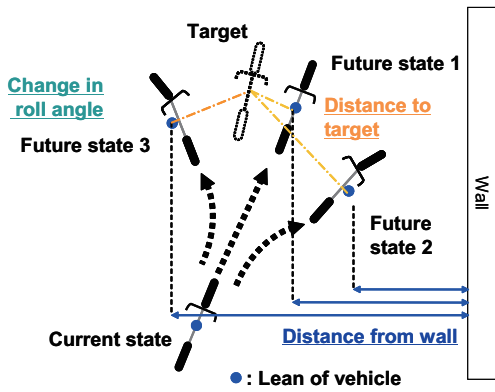 Target
Future state 1
Change in
roll angle
Distance to
target
Future state 3
Wall
Future
state 2
Current state
Distance from wall
: Lean of vehicle